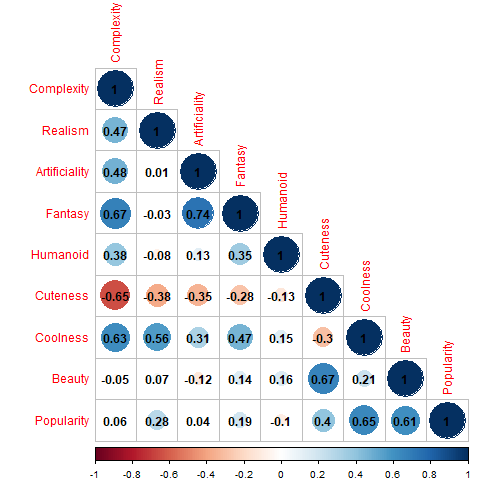 Complexity
Realism
Artificiality
Fantasy
Humanoid
Cuteness
Coolness
Beauty
Popularity
Complexity 1
Realism 0.47 1
Artificiality 0.48 0.01 1
Fantasy 0.67 -0.03 0.74 1
Humanoid 0.38 -0.08 0.13 0.35 1
Cuteness -0.65 -0.38 -0.35 -0.28 -0.13 1
Coolness 0.63 0.56 0.31 0.47 0.15 -0.3 1
Beauty -0.05 0.07 -0.12 0.14 0.16 0.67 0.21 1
Popularity 0.06 0.28 0.04 0.19 -0.1 0.4 0.65 0.61 1
-1 -0.8 -0.6 -0.4 -0.2 0 0.2 0.4 0.6 0.8 1